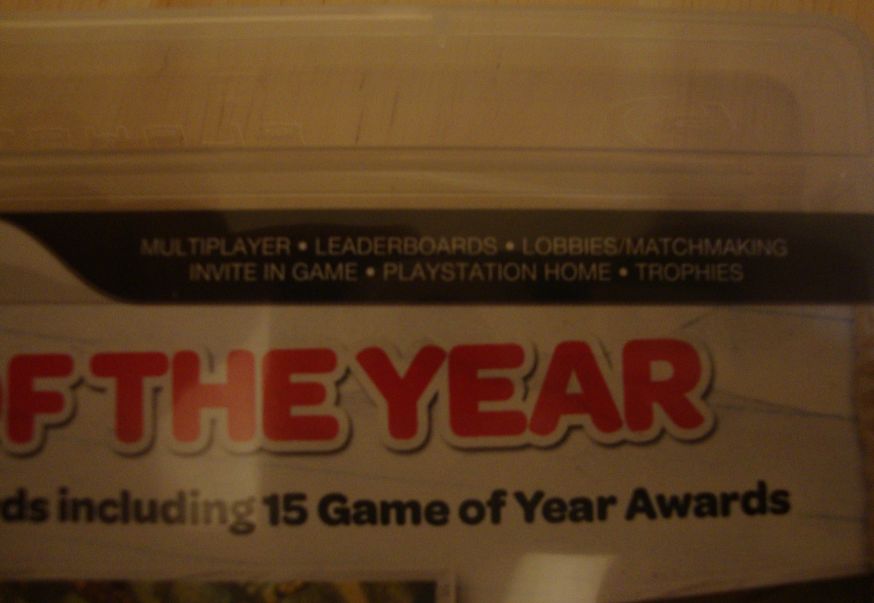 MULTIPLAYER • LEADERBOARDS • LOBBIES/MATCHMAKING
INVITE IN GAME • PLAYSTATION HOME • TROPHIES
OF THE YEAR
ds including 15 Game of Year Awards